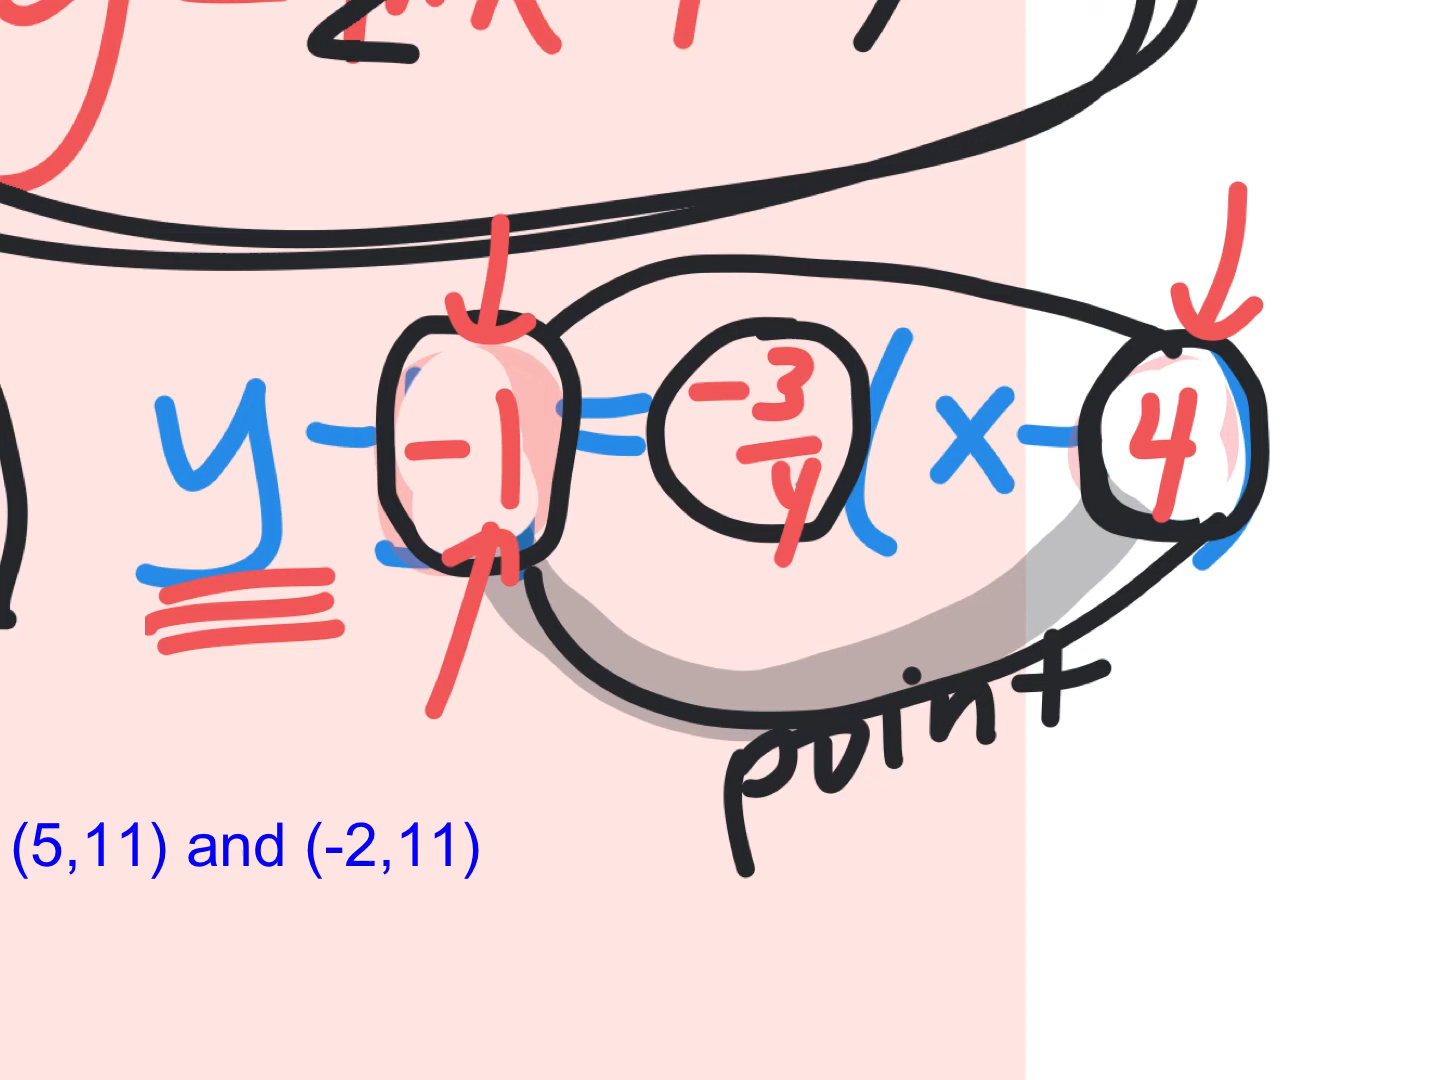 y - -1 = -3/4 (x - 4
point
(5,11) and (-2,11)